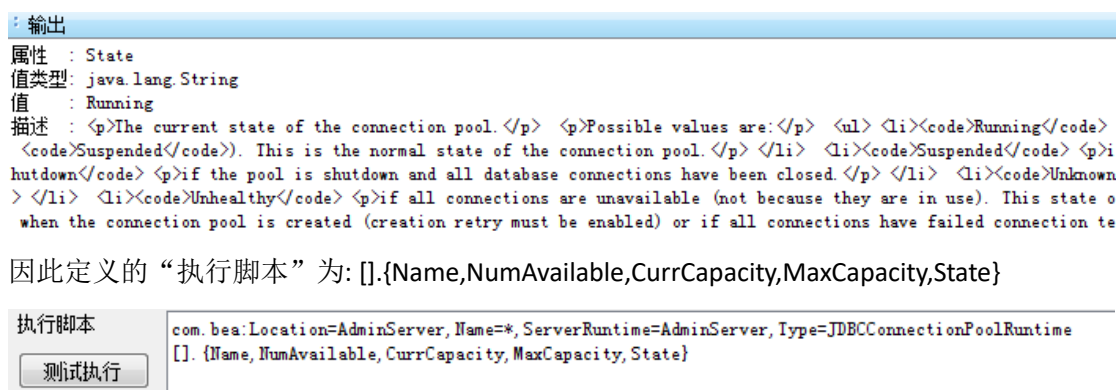 输出
属性 : State
值类型: java.lang.String
值 : Running
描述 : <p>The current state of the connection pool.</p> <p>Possible values are:</p> <ul> <li><code>Running</code>
<code>Suspended</code>). This is the normal state of the connection pool.</p> </li> <li><code>Suspended</code> <p>i
hutdown</code> <p>if the pool is shutdown and all database connections have been closed.</p> </li> <li><code>Unknown
> </li> <li><code>Unhealthy</code> <p>if all connections are unavailable (not because they are in use). This state o
when the connection pool is created (creation retry must be enabled) or if all connections have failed connection te
因此定义的“执行脚本”为: [].{Name,NumAvailable,CurrCapacity,MaxCapacity,State}
执行脚本
com.bea:Location=AdminServer,Name=*,ServerRuntime=AdminServer,Type=JDBCConnectionPoolRuntime
[].{Name,NumAvailable,CurrCapacity,MaxCapacity,State}
测试执行